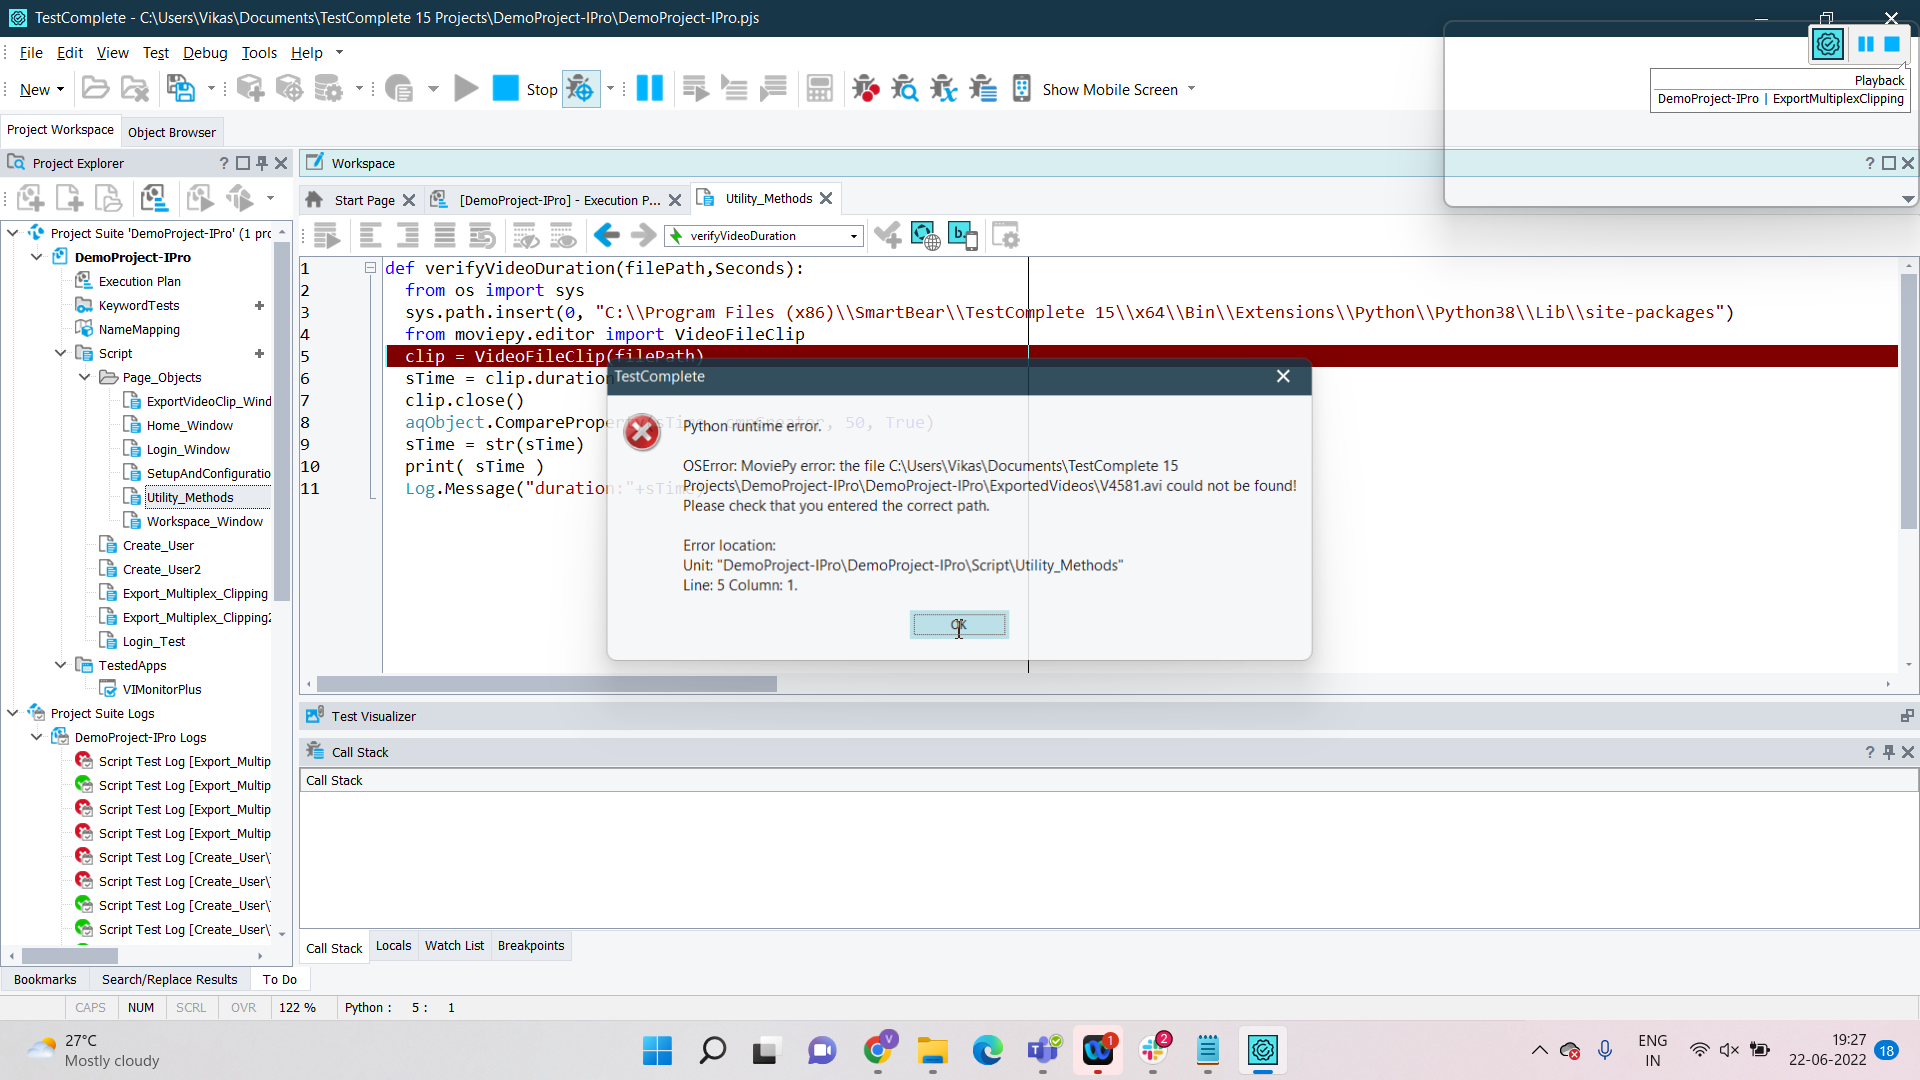 TestComplete - C:\Users\Vikas\Documents\TestComplete 15 Projects\DemoProject-IPro\DemoProject-IPro.pjs
File Edit View Test Debug Tools Help
New Stop Show Mobile Screen
Playback
DemoProject-IPro | ExportMultiplexClipping
Project Workspace Object Browser
Project Explorer
Workspace
Start Page [DemoProject-IPro] - Execution P... Utility_Methods
verifyVideoDuration
Project Suite 'DemoProject-IPro' (1 prc
DemoProject-IPro
Execution Plan
KeywordTests
NameMapping
Script
Page_Objects
ExportVideoClip_Wind
Home_Window
Login_Window
SetupAndConfiguratio
Utility_Methods
Workspace_Window
Create_User
Create_User2
Export_Multiplex_Clipping
Export_Multiplex_Clipping2
Login_Test
TestedApps
VIMonitorPlus
Project Suite Logs
DemoProject-IPro Logs
Script Test Log [Export_Multip
Script Test Log [Export_Multip
Script Test Log [Export_Multip
Script Test Log [Export_Multip
Script Test Log [Create_User\
Script Test Log [Create_User\
Script Test Log [Create_User\
Script Test Log [Create_User\
1 def verifyVideoDuration(filePath,Seconds):
2 from os import sys
3 sys.path.insert(0, "C:\\Program Files (x86)\\SmartBear\\TestComplete 15\\x64\\Bin\\Extensions\\Python\\Python38\\Lib\\site-packages")
4 from moviepy.editor import VideoFileClip
5 clip = VideoFileClip(filePath)
6 sTime = clip.duration
7 clip.close()
8 aqObject.CompareProperty(sTime, cmpGreater, 50, True)
9 sTime = str(sTime)
10 print( sTime )
11 Log.Message("duration:"+sTime)
TestComplete
Python runtime error.
OSError: MoviePy error: the file C:\Users\Vikas\Documents\TestComplete 15
Projects\DemoProject-IPro\DemoProject-IPro\ExportedVideos\V4581.avi could not be found!
Please check that you entered the correct path.
Error location:
Unit: "DemoProject-IPro\DemoProject-IPro\Script\Utility_Methods"
Line: 5 Column: 1.
OK
Test Visualizer
Call Stack
Call Stack
Call Stack Locals Watch List Breakpoints
Bookmarks Search/Replace Results To Do
CAPS NUM SCRL OVR 122 % Python : 5 : 1
27°C
Mostly cloudy
V
1
2
ENG
IN
19:27
22-06-2022
18